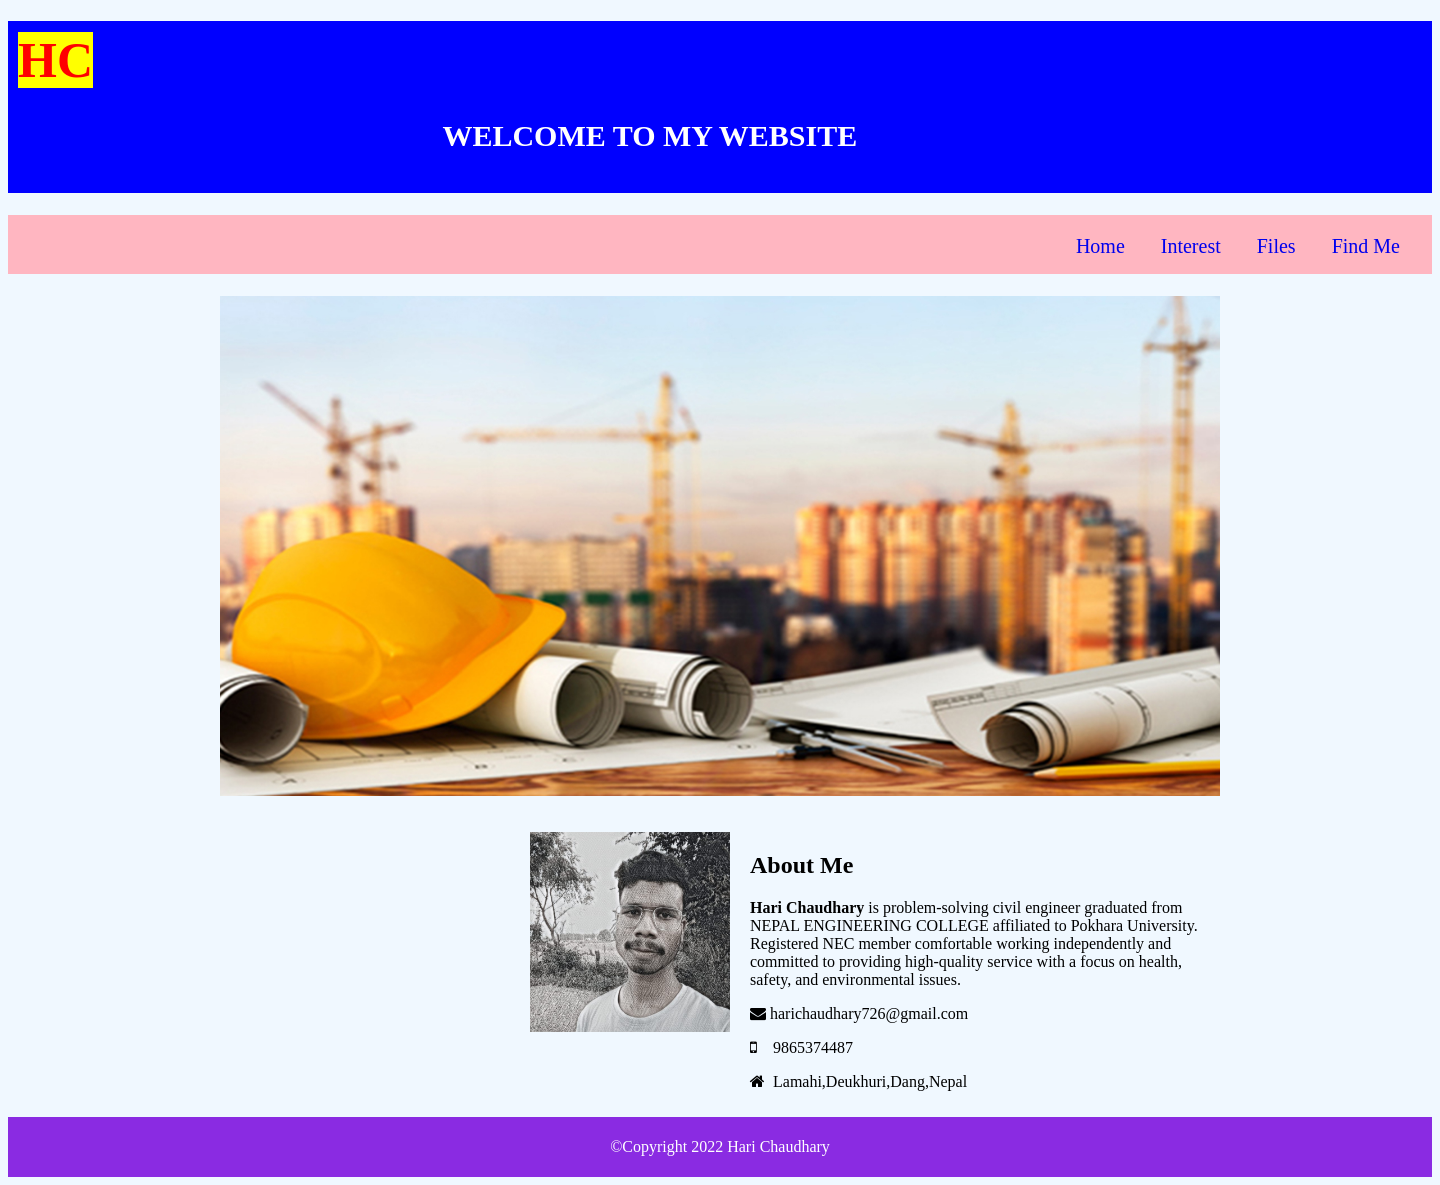 HC
WELCOME TO MY WEBSITE
Home Interest Files Find Me
About Me
Hari Chaudhary is problem-solving civil engineer graduated from
NEPAL ENGINEERING COLLEGE affiliated to Pokhara University.
Registered NEC member comfortable working independently and
committed to providing high-quality service with a focus on health,
safety, and environmental issues.
harichaudhary726@gmail.com
9865374487
Lamahi,Deukhuri,Dang,Nepal
©Copyright 2022 Hari Chaudhary